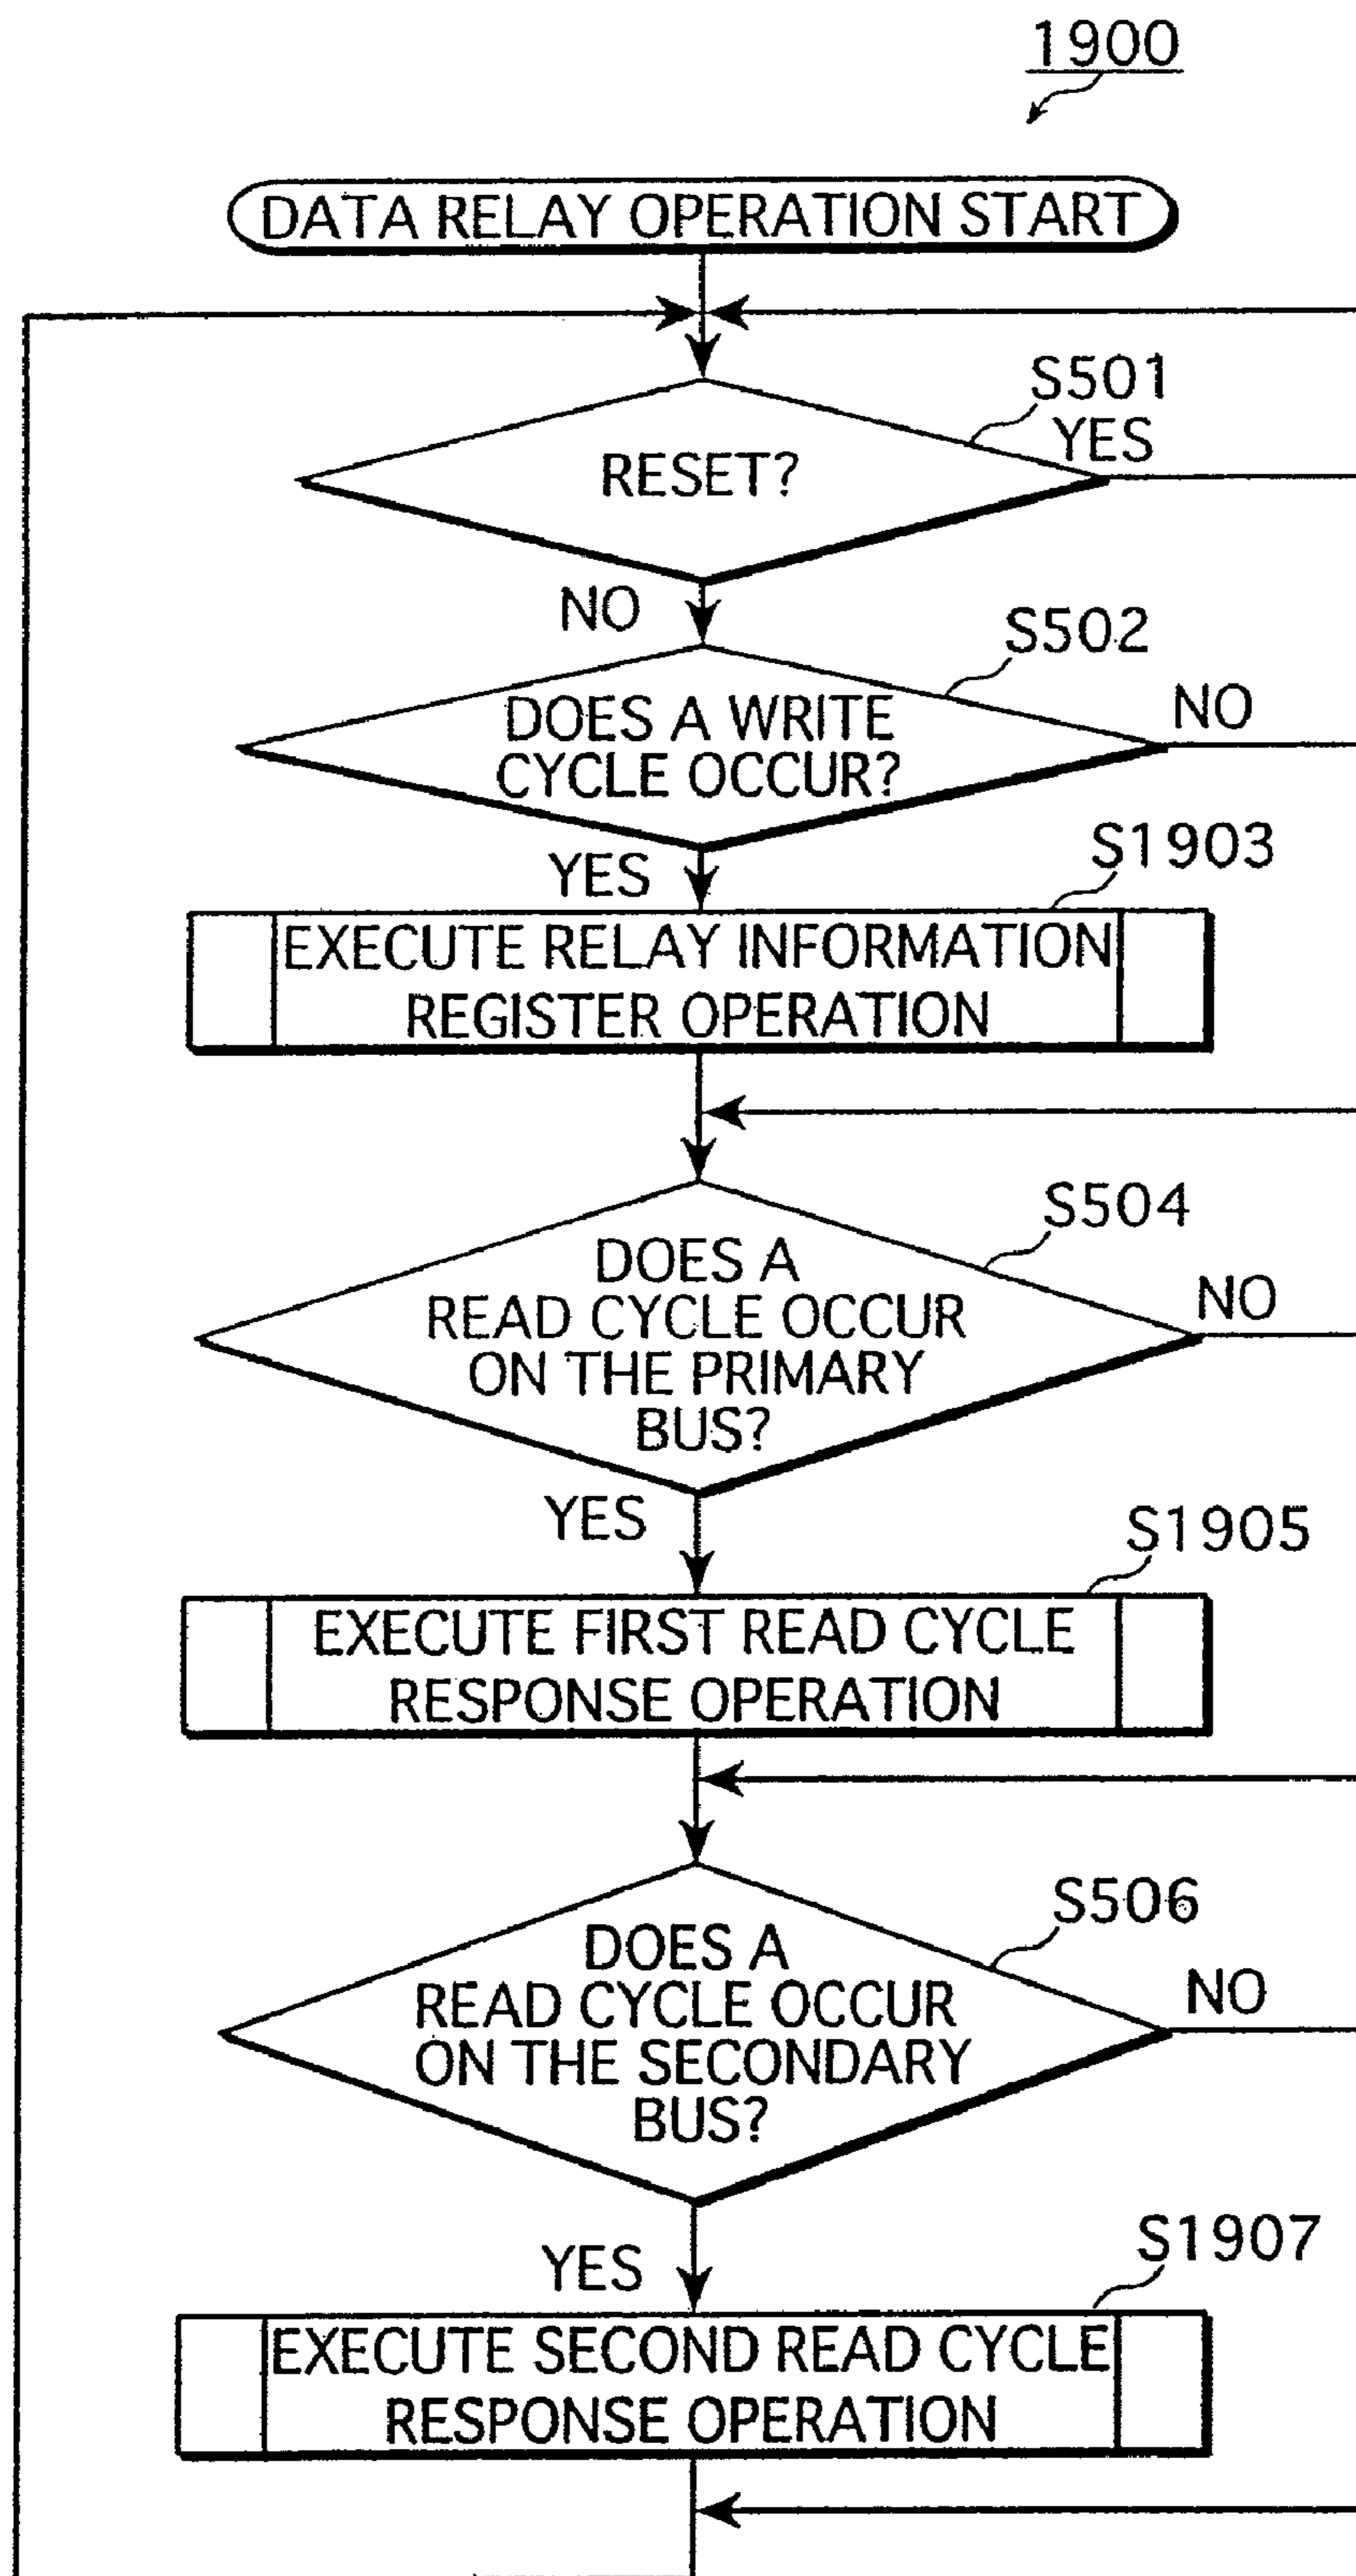 1900
DATA RELAY OPERATION START
S501
YES
RESET?
NO
S502
DOES A WRITE
CYCLE OCCUR?
NO
YES
S1903
EXECUTE RELAY INFORMATION
REGISTER OPERATION
S504
DOES A
READ CYCLE OCCUR
ON THE PRIMARY
BUS?
NO
YES
S1905
EXECUTE FIRST READ CYCLE
RESPONSE OPERATION
S506
DOES A
READ CYCLE OCCUR
ON THE SECONDARY
BUS?
NO
YES
S1907
EXECUTE SECOND READ CYCLE
RESPONSE OPERATION